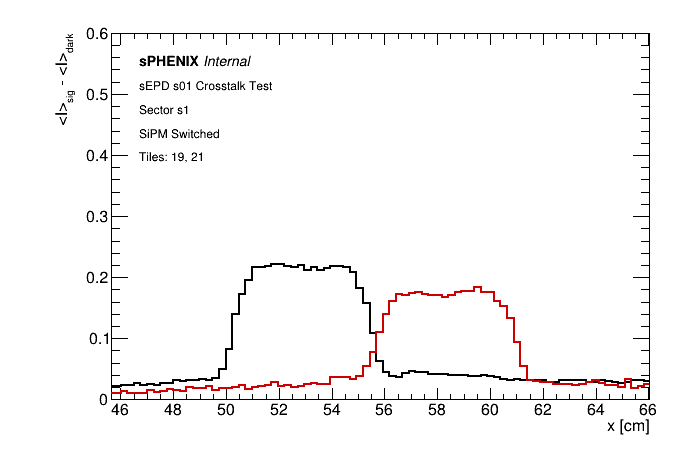 0.6
0.5
0.4
0.3
0.2
0.1
0
<I>sig - <I>dark
sPHENIX Internal
sEPD s01 Crosstalk Test
Sector s1
SiPM Switched
Tiles: 19, 21
46 48 50 52 54 56 58 60 62 64 66
x [cm]